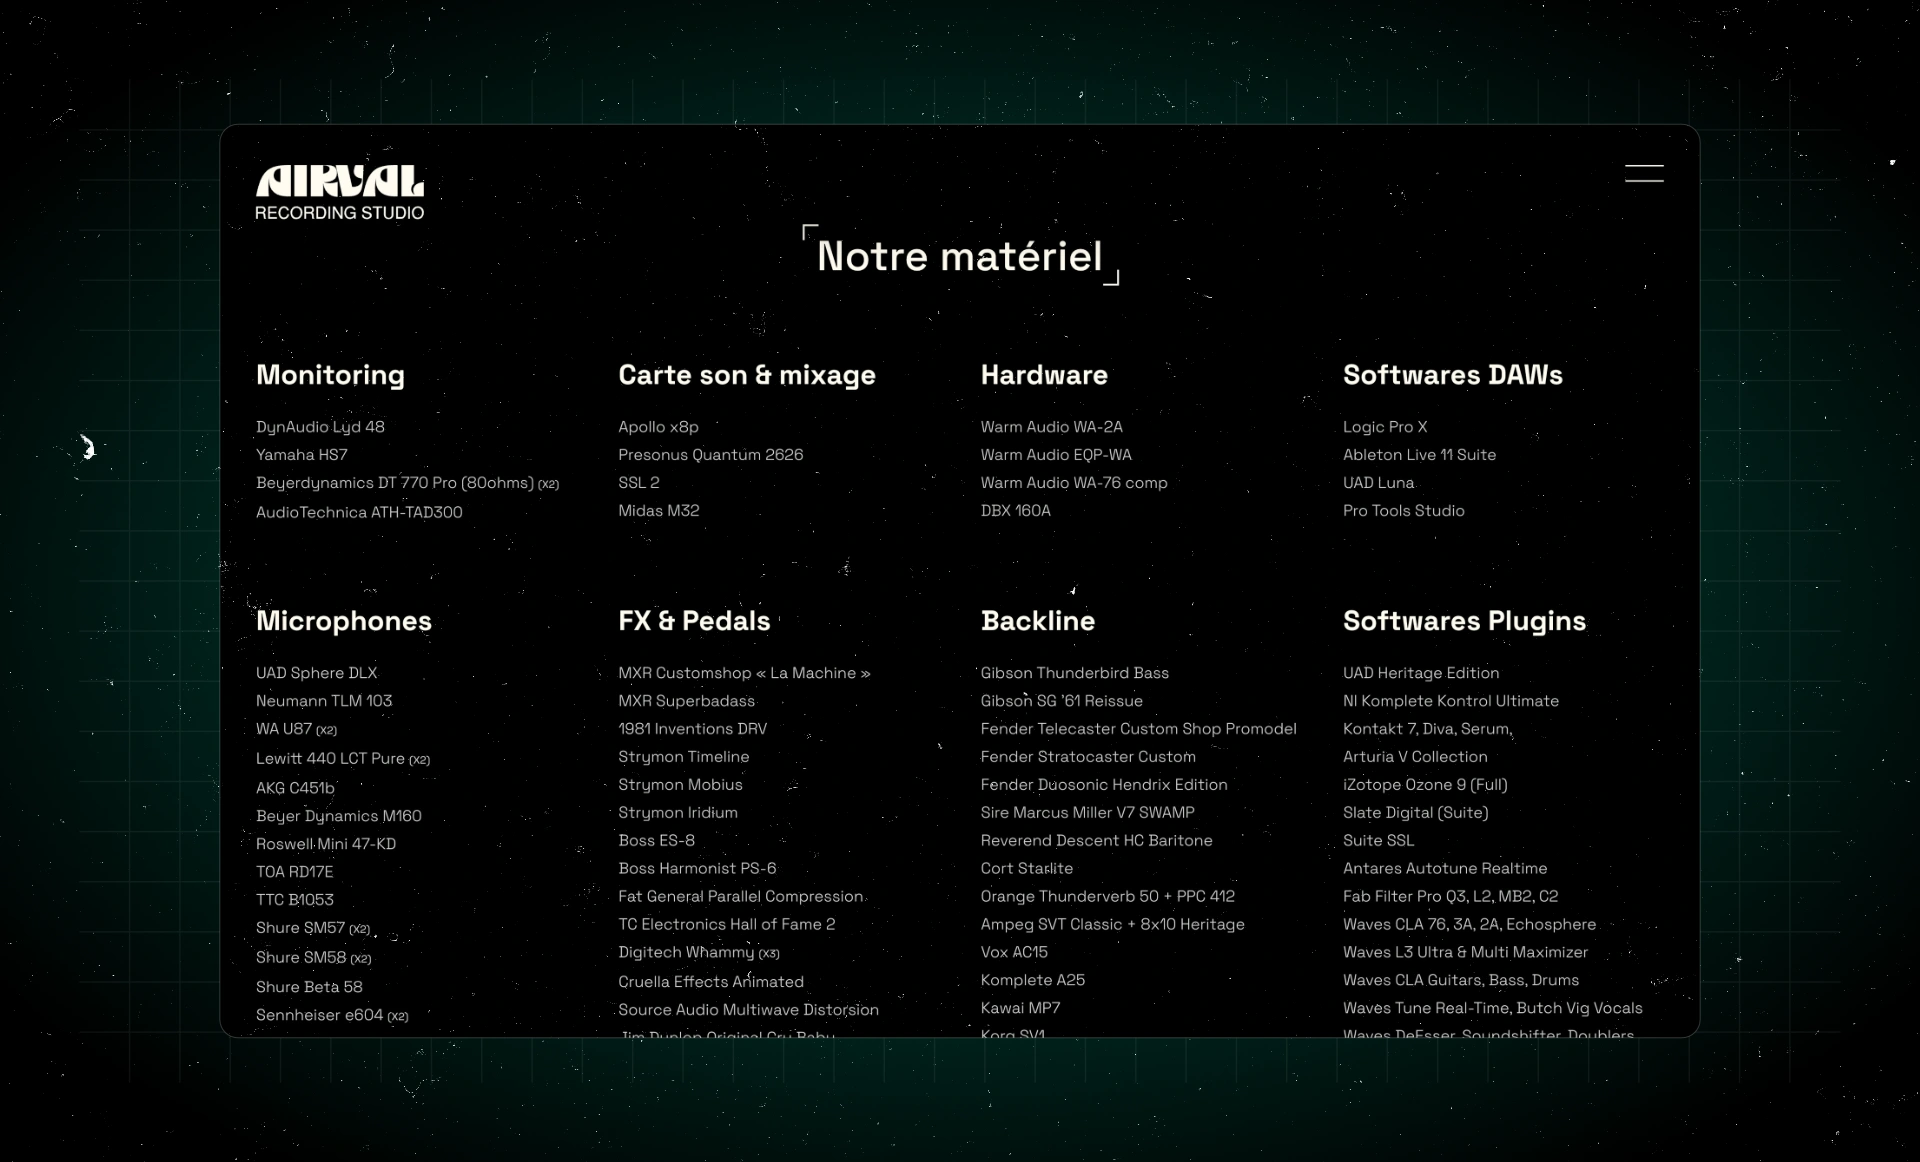 AIRVAL
RECORDING STUDIO
Notre matériel
Monitoring
DynAudio Lyd 48
Yamaha HS7
Beyerdynamics DT 770 Pro (80ohms) (X2)
AudioTechnica ATH-TAD300
Carte son & mixage
Apollo x8p
Presonus Quantum 2626
SSL 2
Midas M32
Hardware
Warm Audio WA-2A
Warm Audio EQP-WA
Warm Audio WA-76 comp
DBX 160A
Softwares DAWs
Logic Pro X
Ableton Live 11 Suite
UAD Luna
Pro Tools Studio
Microphones
UAD Sphere DLX
Neumann TLM 103
WA U87 (X2)
Lewitt 440 LCT Pure (X2)
AKG C451b
Beyer Dynamics M160
Roswell Mini 47-KD
TOA RD17E
TTC B1053
Shure SM57 (X2)
Shure SM58 (X2)
Shure Beta 58
Sennheiser e604 (X2)
FX & Pedals
MXR Customshop « La Machine »
MXR Superbadass
1981 Inventions DRV
Strymon Timeline
Strymon Mobius
Strymon Iridium
Boss ES-8
Boss Harmonist PS-6
Fat General Parallel Compression
TC Electronics Hall of Fame 2
Digitech Whammy (X3)
Cruella Effects Animated
Source Audio Multiwave Distorsion
Jim Dunlop Original Cry Baby
Backline
Gibson Thunderbird Bass
Gibson SG ’61 Reissue
Fender Telecaster Custom Shop Promodel
Fender Stratocaster Custom
Fender Duosonic Hendrix Edition
Sire Marcus Miller V7 SWAMP
Reverend Descent HC Baritone
Cort Starlite
Orange Thunderverb 50 + PPC 412
Ampeg SVT Classic + 8x10 Heritage
Vox AC15
Komplete A25
Kawai MP7
Korg SV1
Softwares Plugins
UAD Heritage Edition
NI Komplete Kontrol Ultimate
Kontakt 7, Diva, Serum,
Arturia V Collection
iZotope Ozone 9 (Full)
Slate Digital (Suite)
Suite SSL
Antares Autotune Realtime
Fab Filter Pro Q3, L2, MB2, C2
Waves CLA 76, 3A, 2A, Echosphere
Waves L3 Ultra & Multi Maximizer
Waves CLA Guitars, Bass, Drums
Waves Tune Real-Time, Butch Vig Vocals
Waves DeEsser, Soundshifter, Doublers